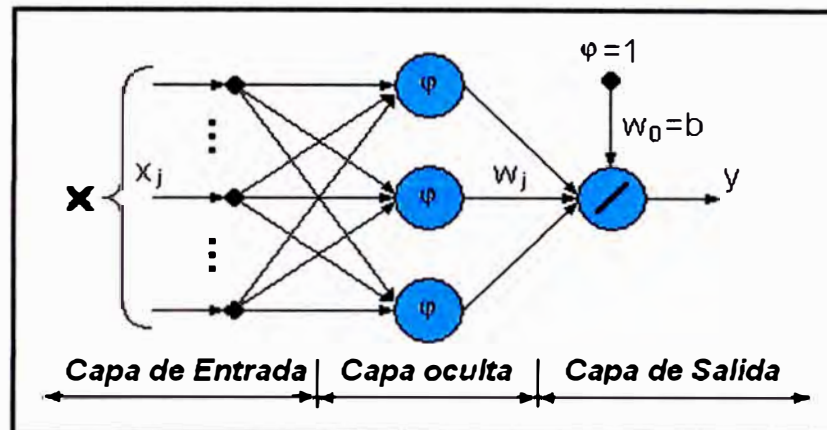 φ=1
φ
w₀=b
x xⱼ φ wⱼ y
φ
Capa de Entrada Capa oculta Capa de Salida